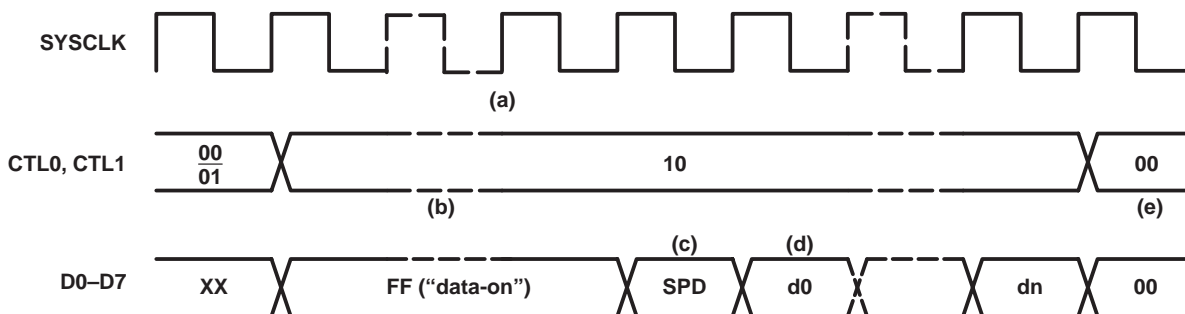 SYSCLK
(a)
CTL0, CTL1
00
01
10
00
(b)
(e)
(c)
(d)
D0–D7
XX
FF (“data-on”)
SPD
d0
dn
00